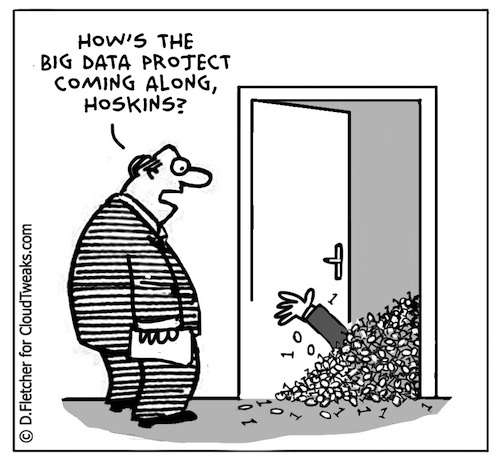 HOW'S THE
BIG DATA PROJECT
COMING ALONG,
HOSKINS?
© D.Fletcher for CloudTweaks.com